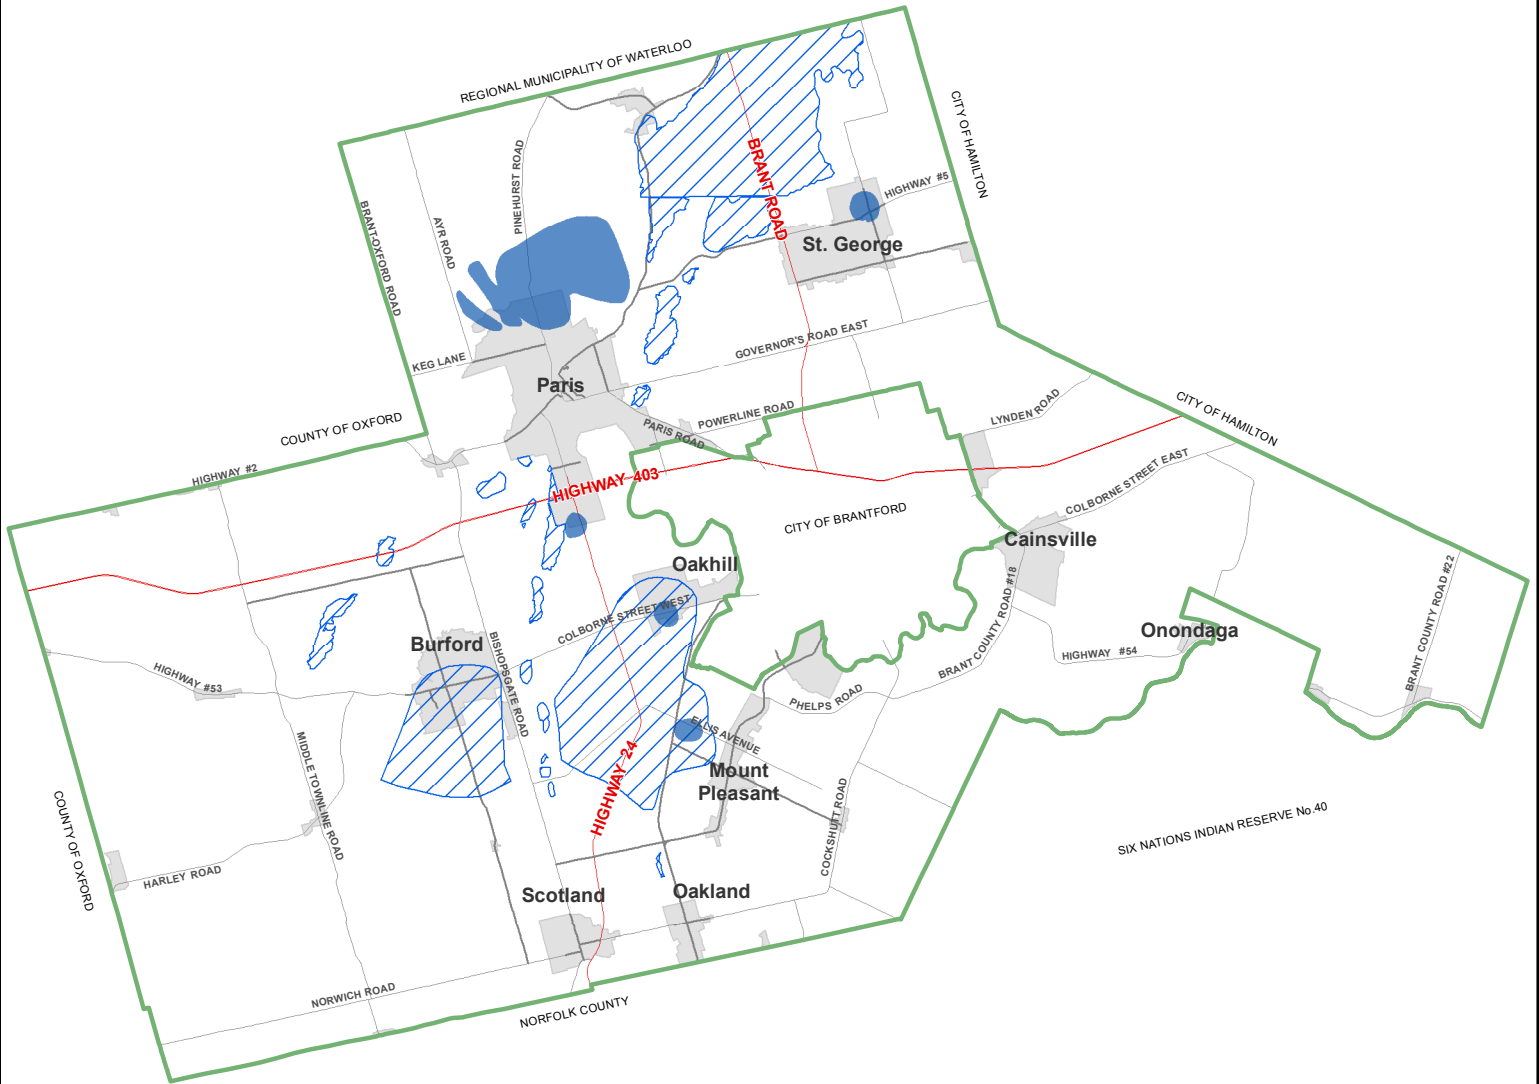 REGIONAL MUNICIPALITY OF WATERLOO
CITY OF HAMILTON
PINEHURST ROAD
BRANT ROAD
HIGHWAY #5
BRANT-OXFORD ROAD
AYR ROAD
St. George
GOVERNOR'S ROAD EAST
KEG LANE
Paris
LYNDEN ROAD
CITY OF HAMILTON
POWERLINE ROAD
PARIS ROAD
COUNTY OF OXFORD
HIGHWAY #2
HIGHWAY 403
COLBORNE STREET EAST
CITY OF BRANTFORD
Cainsville
Oakhill
BRANT COUNTY ROAD #18
BRANT COUNTY ROAD #22
COLBORNE STREET WEST
Burford
BISHOPSGATE ROAD
Onondaga
HIGHWAY #54
HIGHWAY #53
PHELPS ROAD
ELLIS AVENUE
MIDDLE TOWNLINE ROAD
HIGHWAY 24
Mount
Pleasant
COCKSHUTT ROAD
COUNTY OF OXFORD
SIX NATIONS INDIAN RESERVE No.40
HARLEY ROAD
Scotland
Oakland
NORWICH ROAD
NORFOLK COUNTY